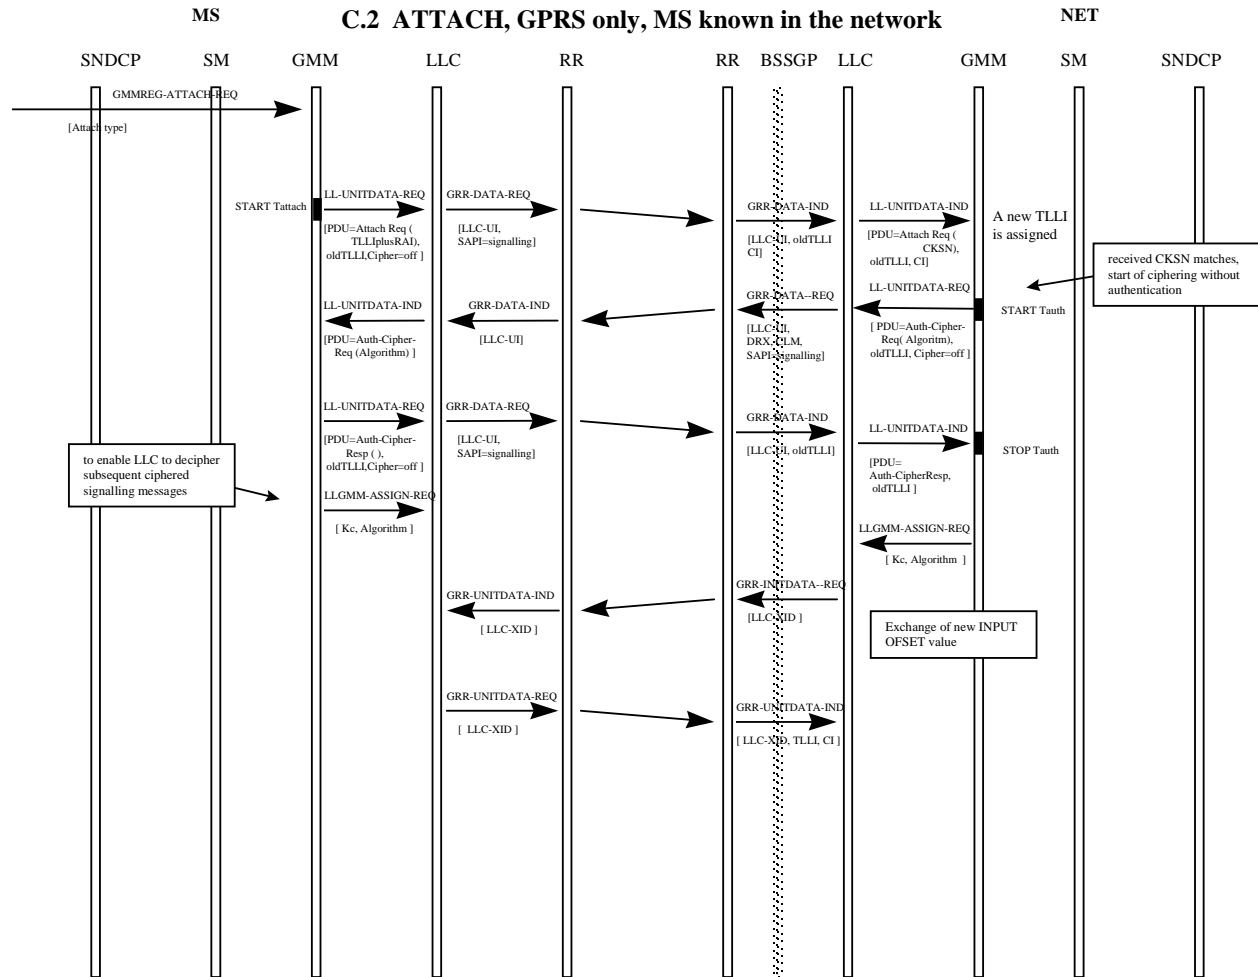 MS
C.2 ATTACH, GPRS only, MS known in the network
NET
SNDCP SM GMM LLC RR RR BSSGP LLC GMM SM SNDCP
GMMREG-ATTACH-REQ
[Attach type]
START Tattach
LL-UNITDATA-REQ
[PDU=Attach Req (
TLLIplusRAI),
oldTLLI,Cipher=off ]
GRR-DATA-REQ
[LLC-UI,
SAPI=signalling]
GRR-DATA-IND
[LLC-UI, oldTLLI
CI]
LL-UNITDATA-IND
[PDU=Attach Req (
CKSN),
oldTLLI, CI]
A new TLLI
is assigned
received CKSN matches,
start of ciphering without
authentication
LL-UNITDATA-IND
[PDU=Auth-Cipher-
Req (Algorithm) ]
GRR-DATA-IND
[LLC-UI]
GRR-DATA--REQ
[LLC-UI,
DRX, CLM,
SAPI=signalling]
LL-UNITDATA-REQ
[ PDU=Auth-Cipher-
Req( Algoritm),
oldTLLI, Cipher=off ]
START Tauth
LL-UNITDATA-REQ
[PDU=Auth-Cipher-
Resp ( ),
oldTLLI,Cipher=off ]
GRR-DATA-REQ
[LLC-UI,
SAPI=signalling]
GRR-DATA-IND
[LLC-UI, oldTLLI]
LL-UNITDATA-IND
[PDU=
Auth-CipherResp,
oldTLLI ]
STOP Tauth
to enable LLC to decipher
subsequent ciphered
signalling messages
LLGMM-ASSIGN-REQ
[ Kc, Algorithm ]
LLGMM-ASSIGN-REQ
[ Kc, Algorithm ]
GRR-UNITDATA-IND
[ LLC-XID ]
GRR-INITDATA--REQ
[LLC-XID ]
Exchange of new INPUT
OFSET value
GRR-UNITDATA-REQ
[ LLC-XID ]
GRR-UNITDATA-IND
[ LLC-XID, TLLI, CI ]